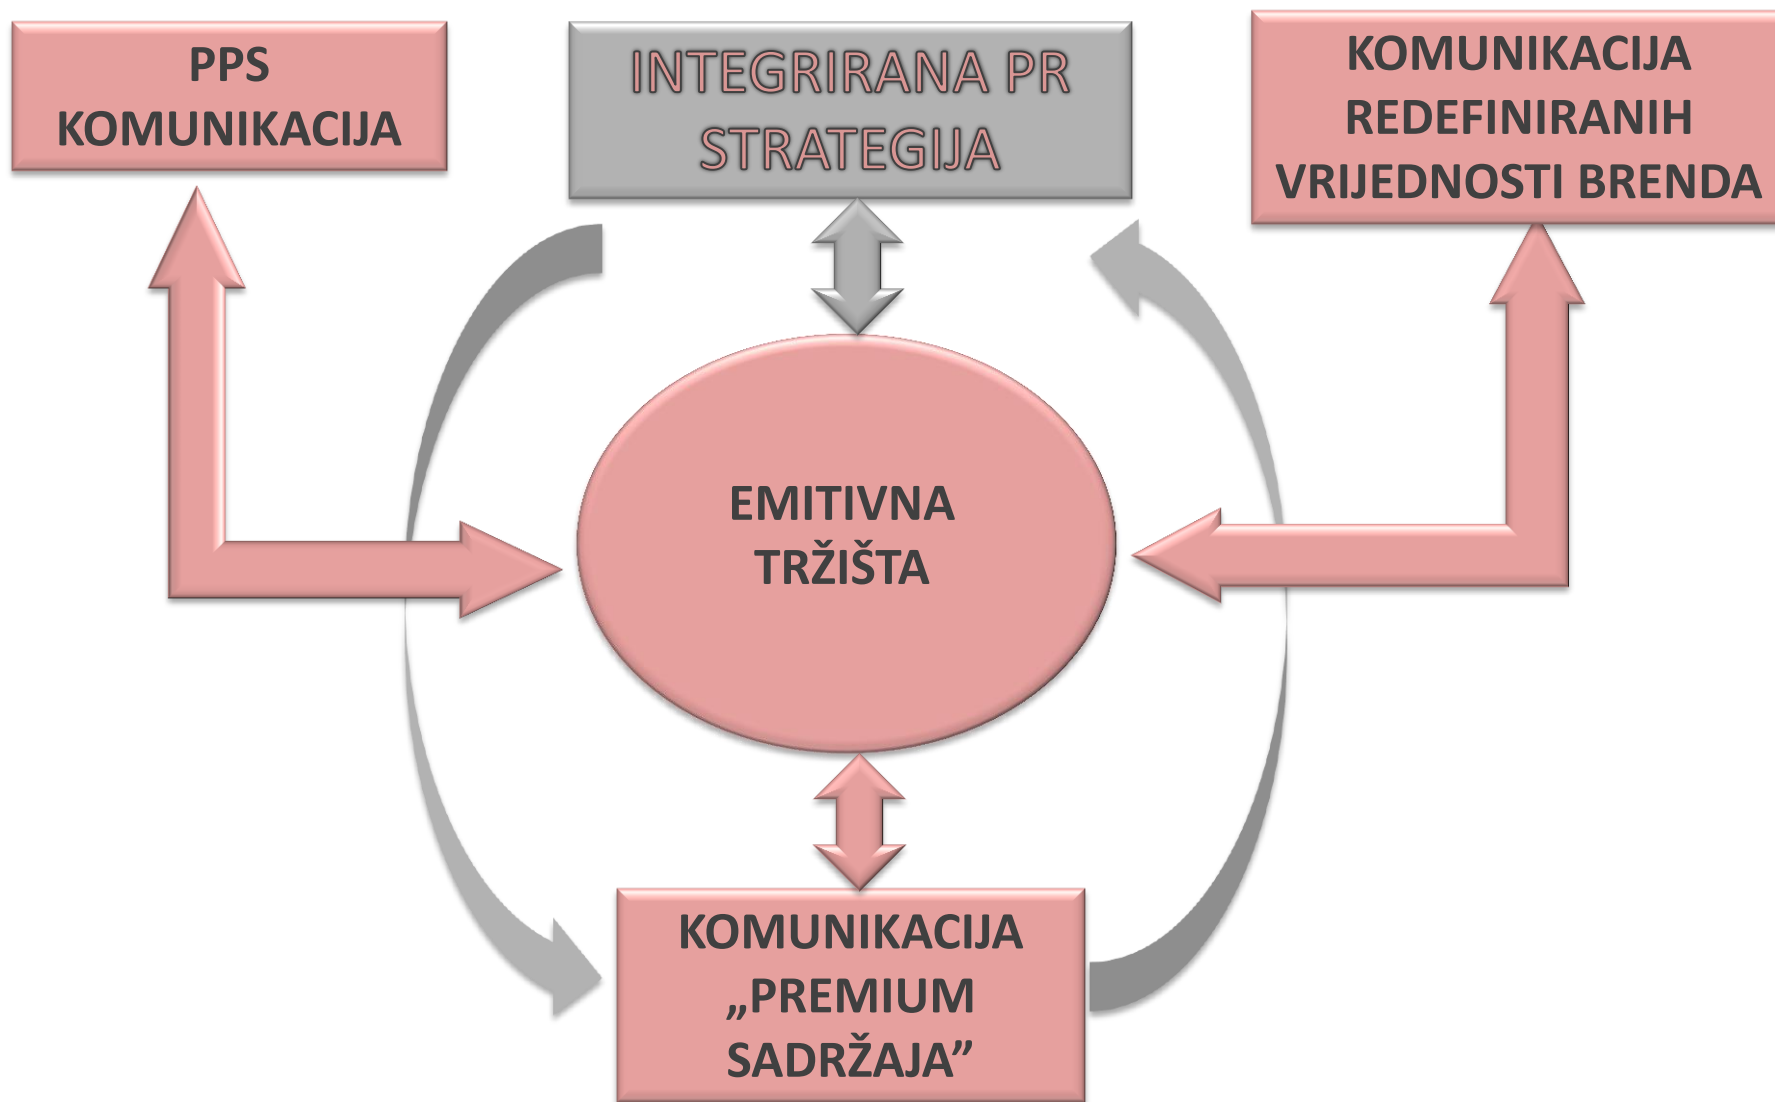 PPS
KOMUNIKACIJA
INTEGRIRANA PR
STRATEGIJA
KOMUNIKACIJA
REDEFINIRANIH
VRIJEDNOSTI BRENDA
EMITIVNA
TRŽIŠTA
KOMUNIKACIJA
„PREMIUM
SADRŽAJA”